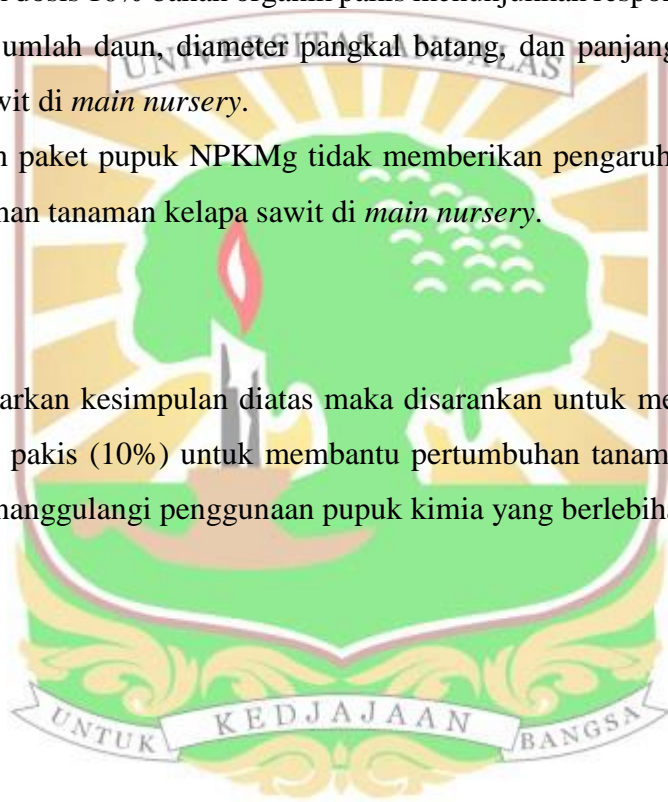 dosis 10% bahan organik pakis menunjukkan respon
umlah daun, diameter pangkal batang, dan panjang
UNIVERSITAS ANDALAS
wit di main nursery.
n paket pupuk NPKMg tidak memberikan pengaruh
han tanaman kelapa sawit di main nursery.
arkan kesimpulan diatas maka disarankan untuk me
pakis (10%) untuk membantu pertumbuhan tanam
nanggulangi penggunaan pupuk kimia yang berlebiha
UNTUK KEDJAJAAN BANGSA